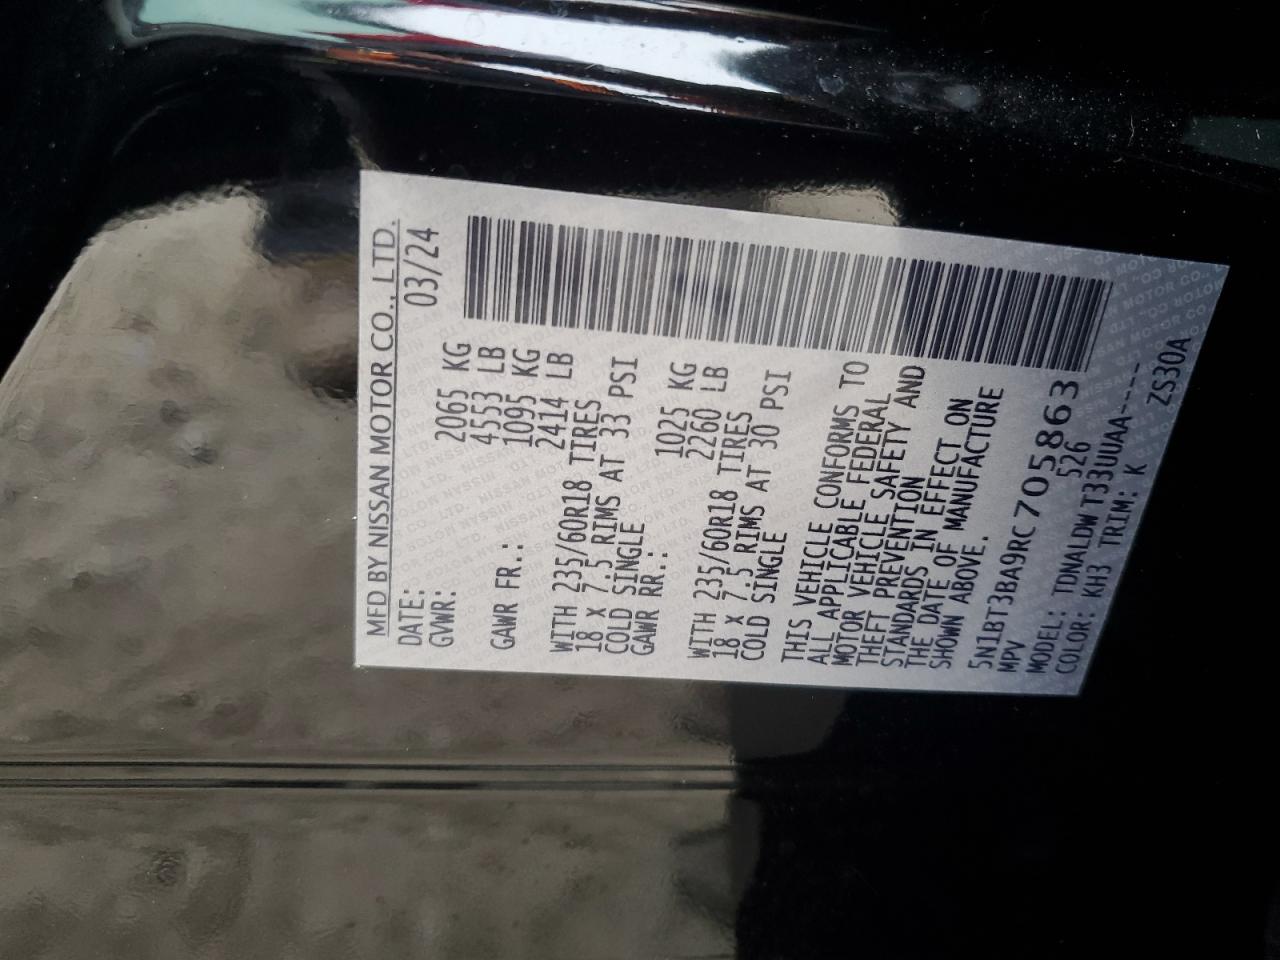 MFD BY NISSAN MOTOR CO., LTD.
DATE: 03/24
GVWR: 2065 KG
4553 LB
GAWR FR.: 1095 KG
2414 LB
WITH 235/60R18 TIRES
18 X 7.5 RIMS AT 33 PSI
COLD SINGLE
GAWR RR.: 1025 KG
2260 LB
WITH 235/60R18 TIRES
18 X 7.5 RIMS AT 30 PSI
COLD SINGLE
THIS VEHICLE CONFORMS TO
ALL APPLICABLE FEDERAL
MOTOR VEHICLE SAFETY AND
THEFT PREVENTION
STANDARDS IN EFFECT ON
THE DATE OF MANUFACTURE
SHOWN ABOVE.
5N1BT3BA9RC705863
MPV 526
MODEL: TDNALDW T33UUAA-----
COLOR: KH3 TRIM: K ZS30A